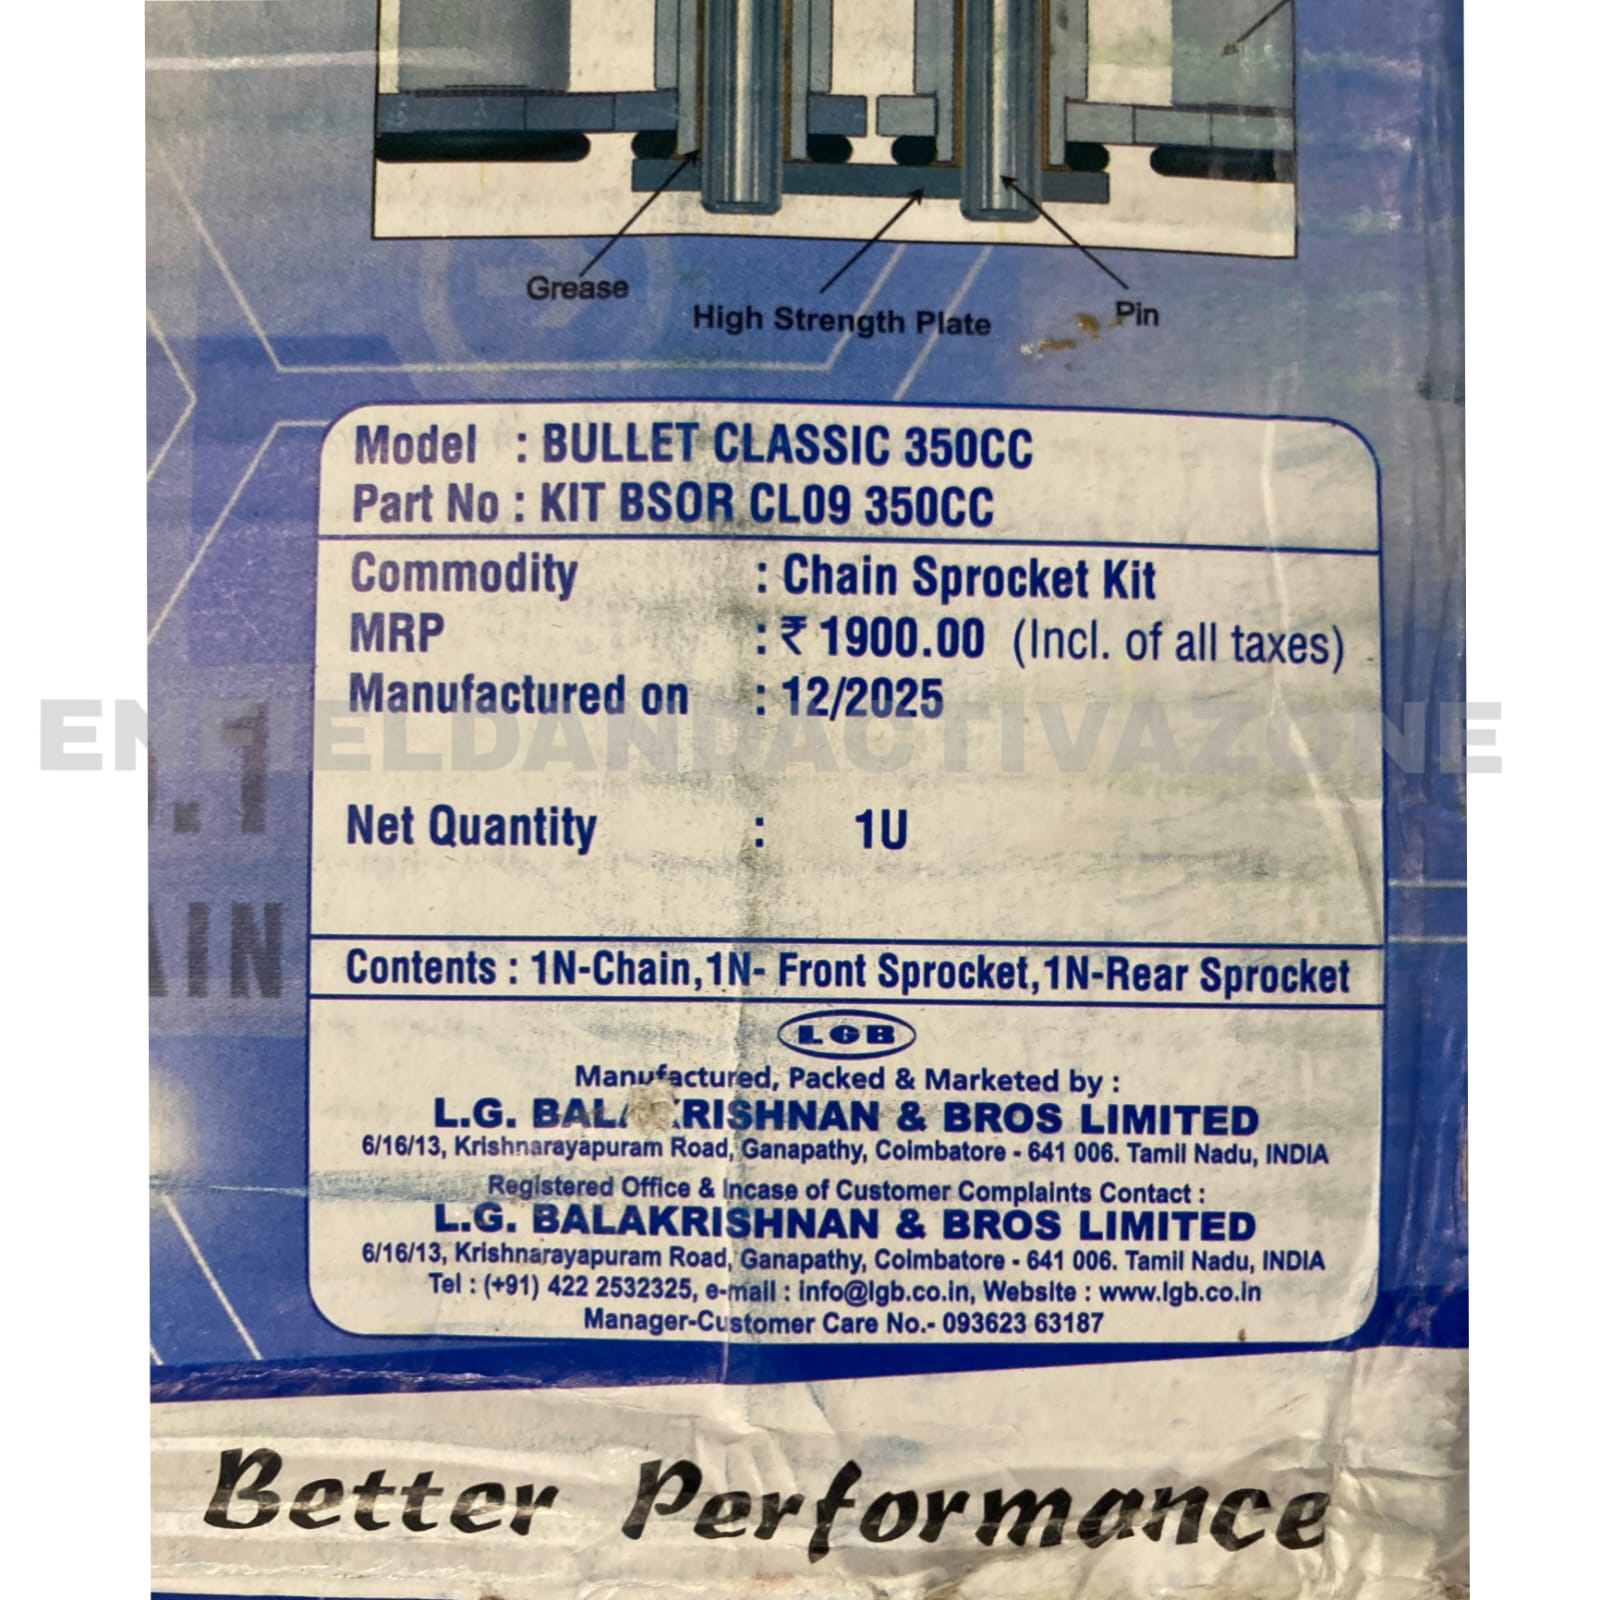 Grease
High Strength Plate
Pin
Model : BULLET CLASSIC 350CC
Part No : KIT BSOR CL09 350CC
Commodity : Chain Sprocket Kit
MRP : ₹ 1900.00 (Incl. of all taxes)
Manufactured on : 12/2025
ENFIELDANDACTIVAZONE
.1
Net Quantity : 1U
AIN
Contents : 1N-Chain,1N- Front Sprocket,1N-Rear Sprocket
LGB
Manufactured, Packed & Marketed by :
L.G. BALAKRISHNAN & BROS LIMITED
6/16/13, Krishnarayapuram Road, Ganapathy, Coimbatore - 641 006. Tamil Nadu, INDIA
Registered Office & Incase of Customer Complaints Contact :
L.G. BALAKRISHNAN & BROS LIMITED
6/16/13, Krishnarayapuram Road, Ganapathy, Coimbatore - 641 006. Tamil Nadu, INDIA
Tel : (+91) 422 2532325, e-mail : info@lgb.co.in, Website : www.lgb.co.in
Manager-Customer Care No.- 093623 63187
Better Performance